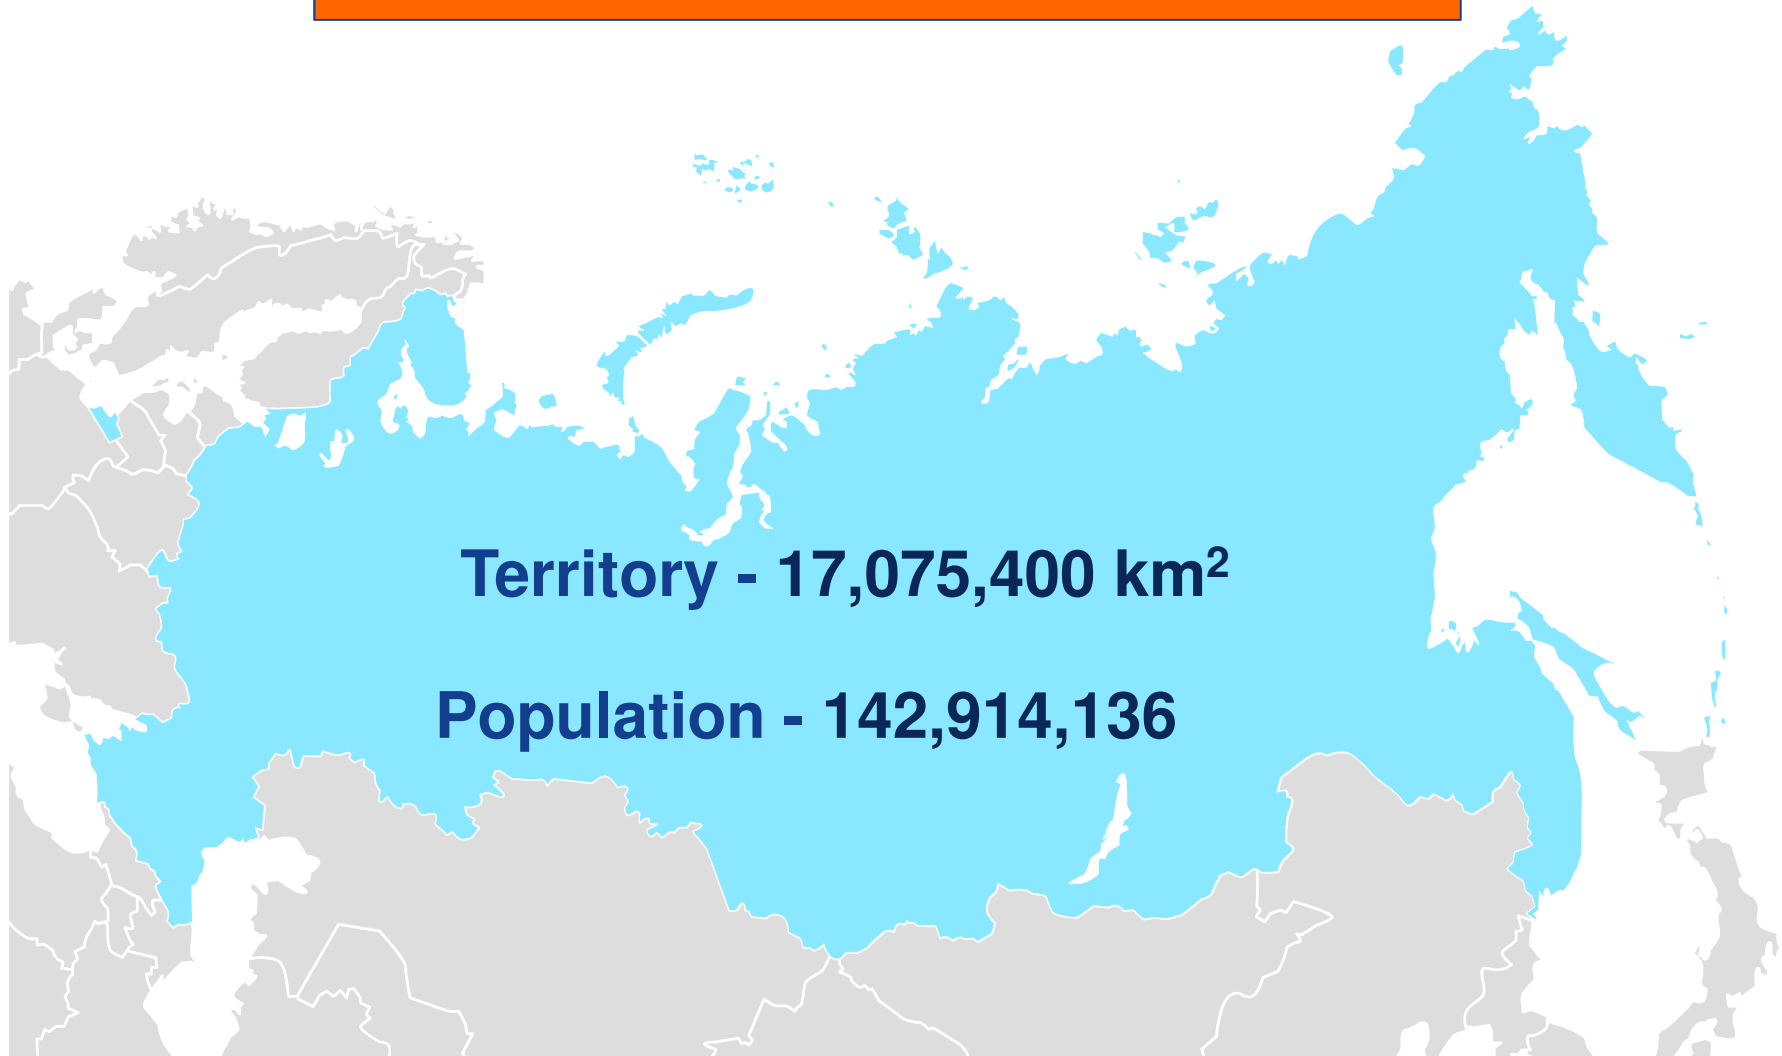 Territory - 17,075,400 km²
Population - 142,914,136